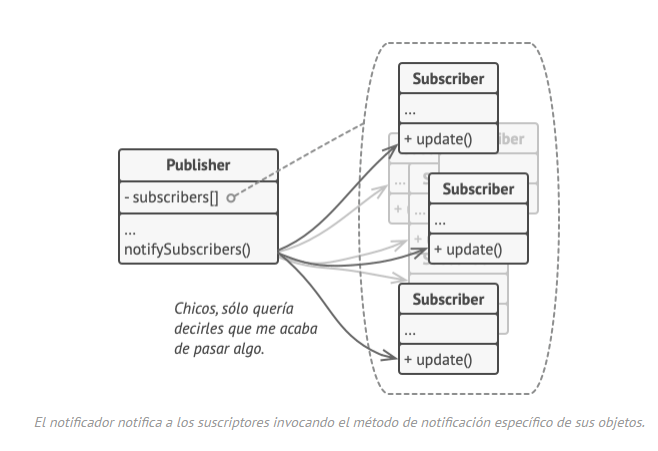 Subscriber
...
+ update()
iber
Publisher
- subscribers[]
...
notifySubscribers()
...
+
S
...
+
Subscriber
...
+ update()
Subscriber
...
+ update()
Chicos, sólo quería
decirles que me acaba
de pasar algo.
El notificador notifica a los suscriptores invocando el método de notificación específico de sus objetos.